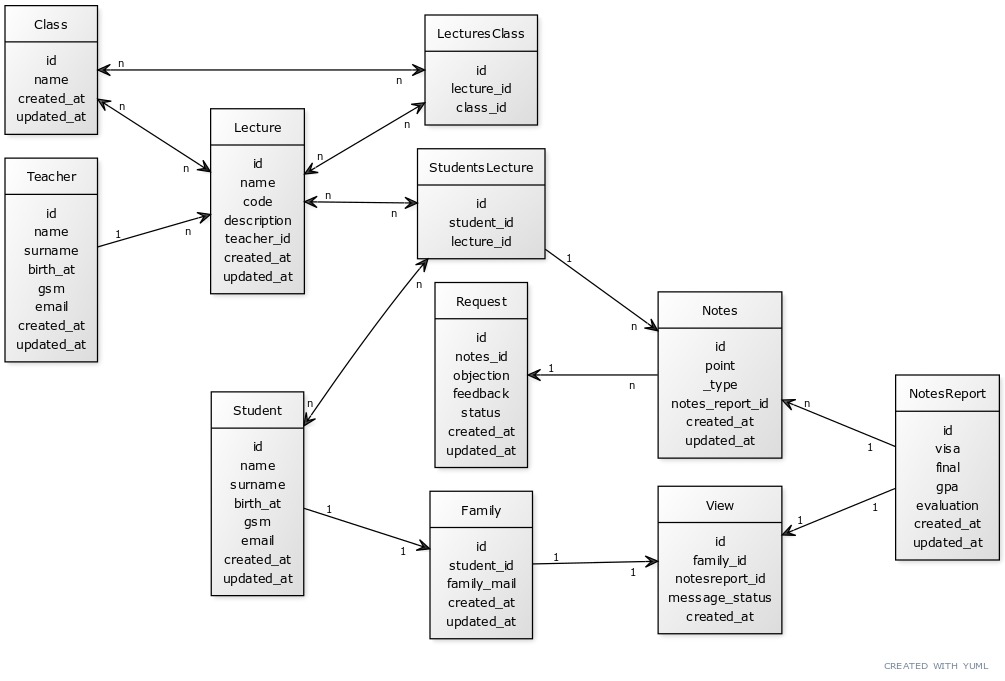 Class
id
name
created_at
updated_at
LecturesClass
id
lecture_id
class_id
n
n
n
n
n
n
Lecture
id
name
code
description
teacher_id
created_at
updated_at
Teacher
id
name
surname
birth_at
gsm
email
created_at
updated_at
1
n
n
n
StudentsLecture
id
student_id
lecture_id
1
n
n
n
Request
id
notes_id
objection
feedback
status
created_at
updated_at
1
n
Notes
id
point
_type
notes_report_id
created_at
updated_at
n
1
NotesReport
id
visa
final
gpa
evaluation
created_at
updated_at
1
1
Student
id
name
surname
birth_at
gsm
email
created_at
updated_at
1
1
Family
id
student_id
family_mail
created_at
updated_at
1
1
View
id
family_id
notesreport_id
message_status
created_at
CREATED WITH YUML